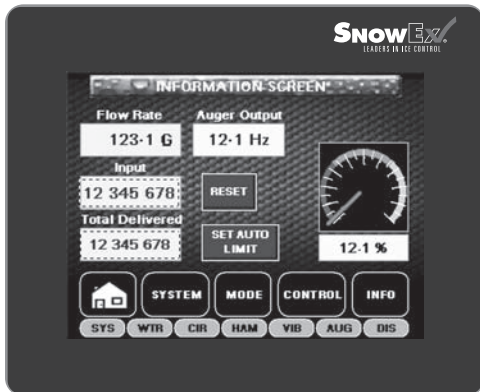 SNOWEX
LEADERS IN ICE CONTROL
INFORMATION SCREEN
Flow Rate Auger Output
123.1 G 12.1 Hz
Input
12 345 678 RESET
Total Delivered
12 345 678 SET AUTO LIMIT
12.1 %
SYSTEM MODE CONTROL INFO
SYS WTR CIR HAM VIB AUG DIS